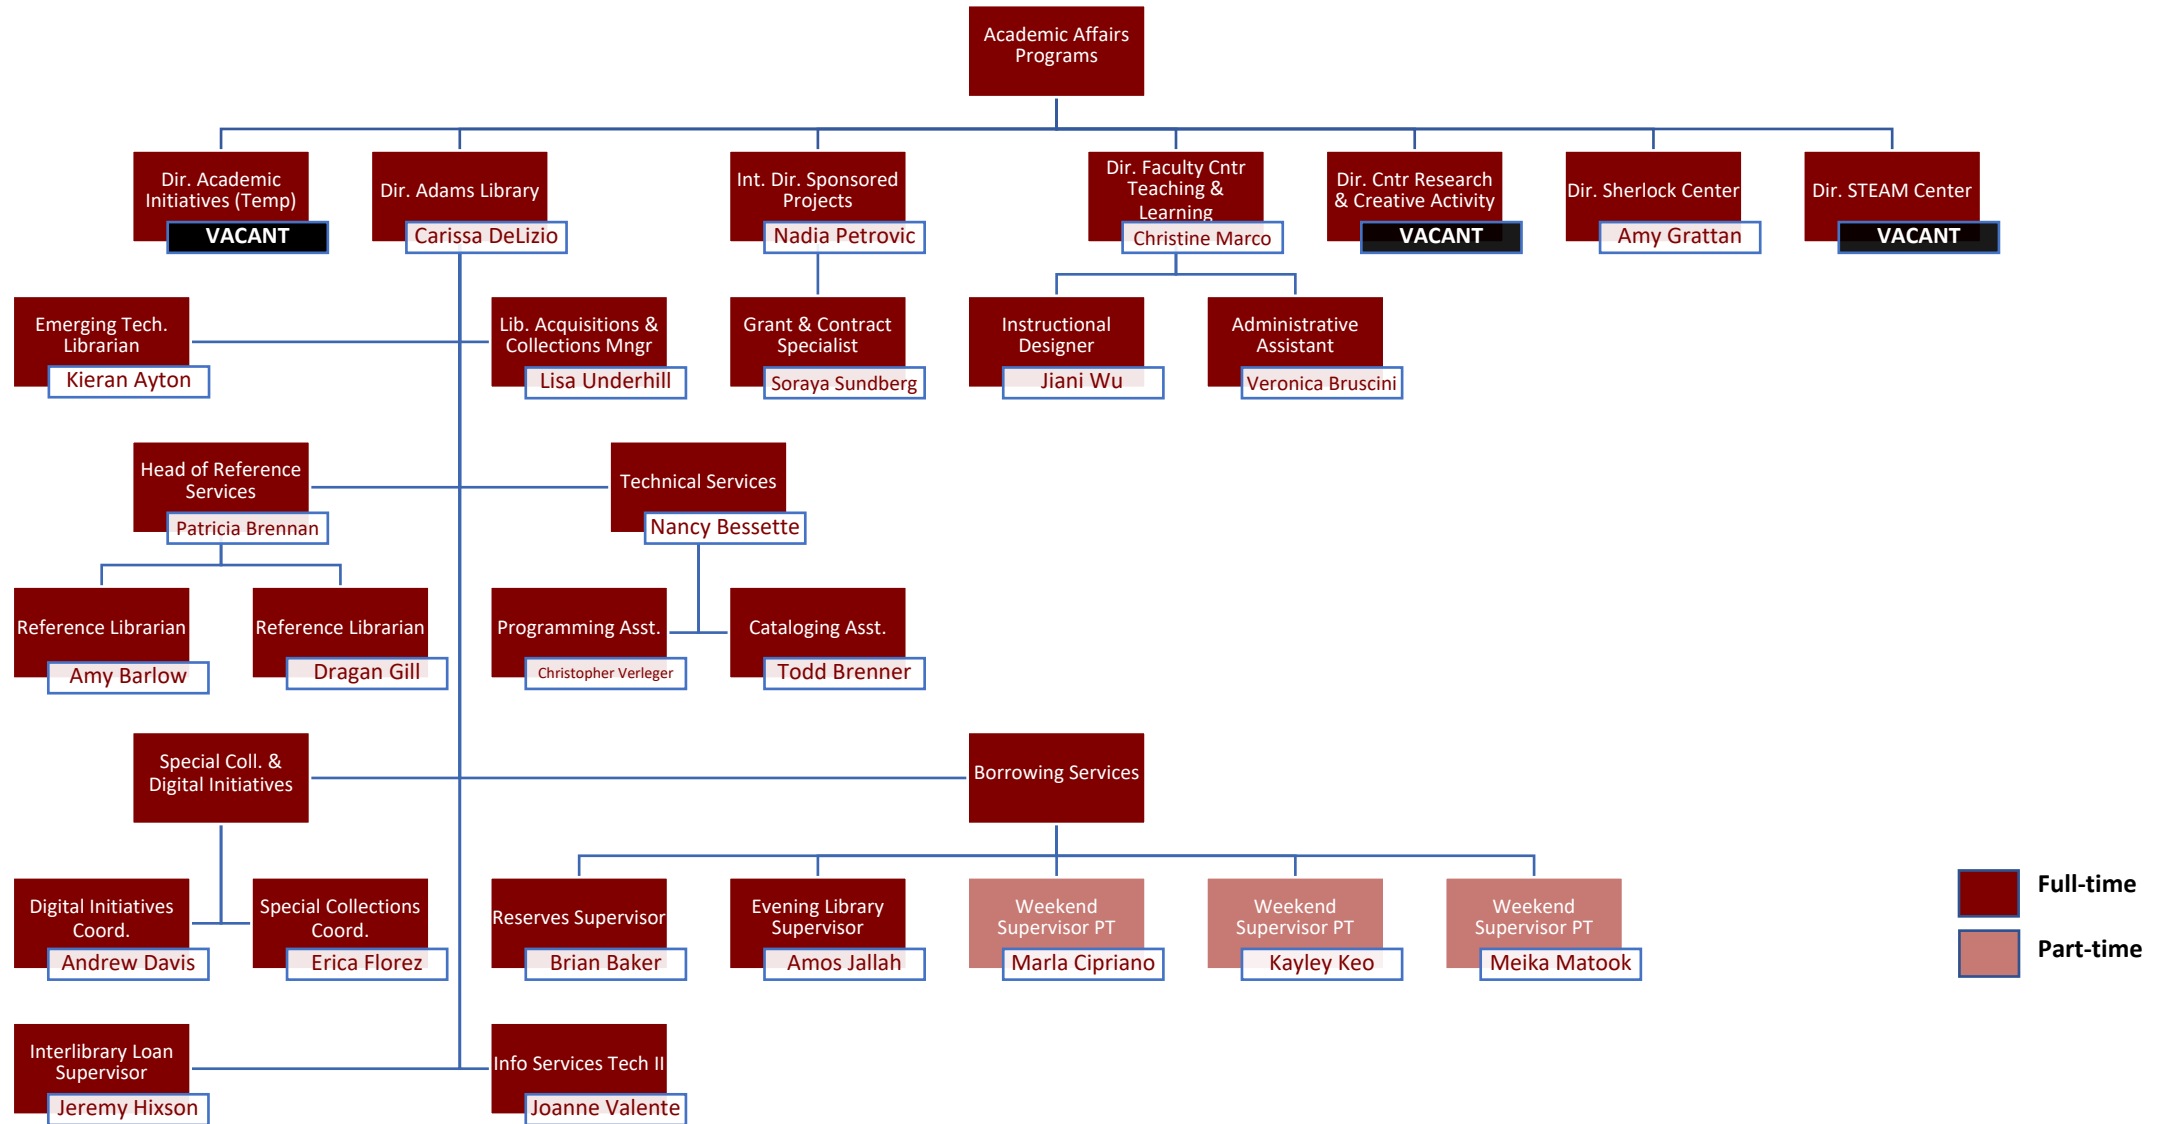 Academic Affairs
Programs
Dir. Academic
Initiatives (Temp)
VACANT
Dir. Adams Library
Carissa DeLizio
Int. Dir. Sponsored
Projects
Nadia Petrovic
Dir. Faculty Cntr
Teaching &
Learning
Christine Marco
Dir. Cntr Research
& Creative Activity
VACANT
Dir. Sherlock Center
Amy Grattan
Dir. STEAM Center
VACANT
Emerging Tech.
Librarian
Kieran Ayton
Lib. Acquisitions &
Collections Mngr
Lisa Underhill
Grant & Contract
Specialist
Soraya Sundberg
Instructional
Designer
Jiani Wu
Administrative
Assistant
Veronica Bruscini
Head of Reference
Services
Patricia Brennan
Technical Services
Nancy Bessette
Reference Librarian
Amy Barlow
Reference Librarian
Dragan Gill
Programming Asst.
Christopher Verleger
Cataloging Asst.
Todd Brenner
Special Coll. &
Digital Initiatives
Borrowing Services
Digital Initiatives
Coord.
Andrew Davis
Special Collections
Coord.
Erica Florez
Reserves Supervisor
Brian Baker
Evening Library
Supervisor
Amos Jallah
Weekend
Supervisor PT
Marla Cipriano
Weekend
Supervisor PT
Kayley Keo
Weekend
Supervisor PT
Meika Matook
Full-time
Part-time
Interlibrary Loan
Supervisor
Jeremy Hixson
Info Services Tech II
Joanne Valente